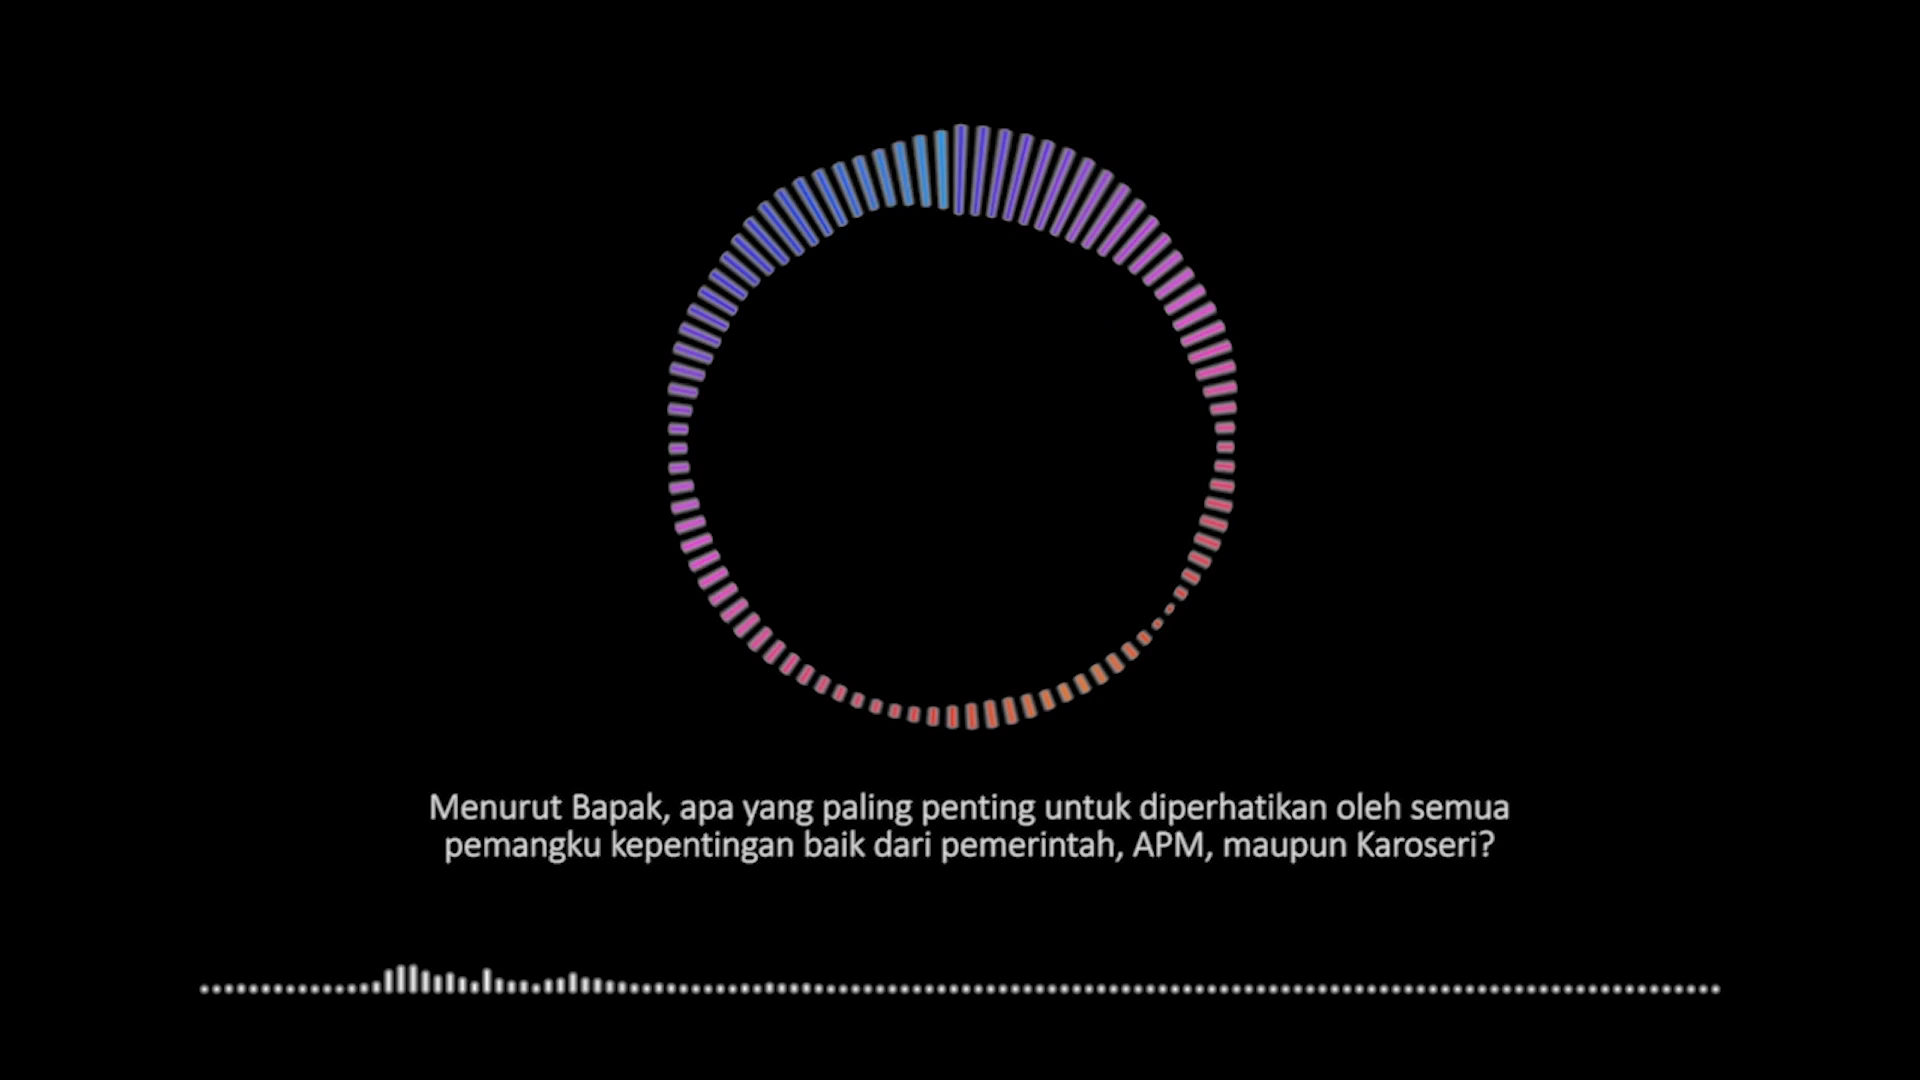 Menurut Bapak, apa yang paling penting untuk diperhatikan oleh semua
pemangku kepentingan baik dari pemerintah, APM, maupun Karoseri?